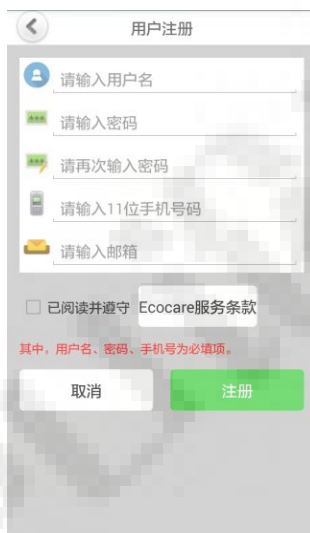 用户注册
请输入用户名
请输入密码
请再次输入密码
请输入11位手机号码
请输入邮箱
已阅读并遵守 Ecocare服务条款
其中，用户名、密码、手机号为必填项。
取消 注册